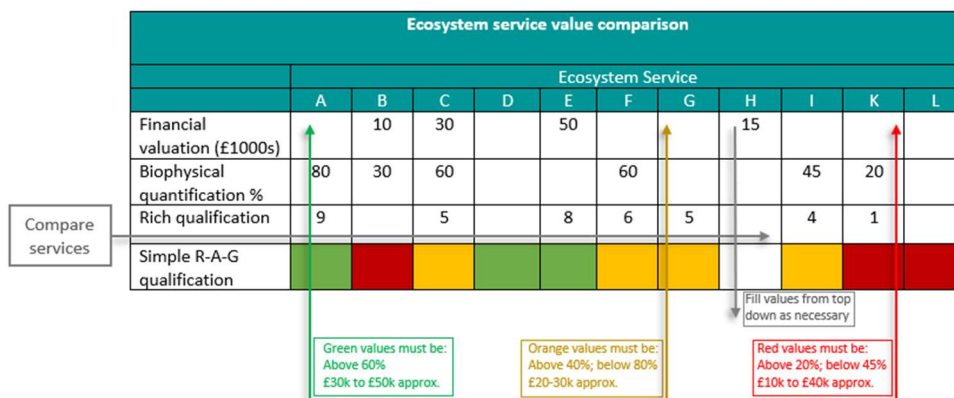 Ecosystem service value comparison
Ecosystem Service
A B C D E F G H I K L
Financial valuation (£1000s) 10 30 50 15
Biophysical quantification % 80 30 60 60 45 20
Rich qualification 9 5 8 6 5 4 1
Compare
services
Simple R-A-G
qualification
Fill values from top
down as necessary
Green values must be:
Above 60%
£30k to £50k approx.
Orange values must be:
Above 40%; below 80%
£20-30k approx.
Red values must be:
Above 20%; below 45%
£10k to £40k approx.